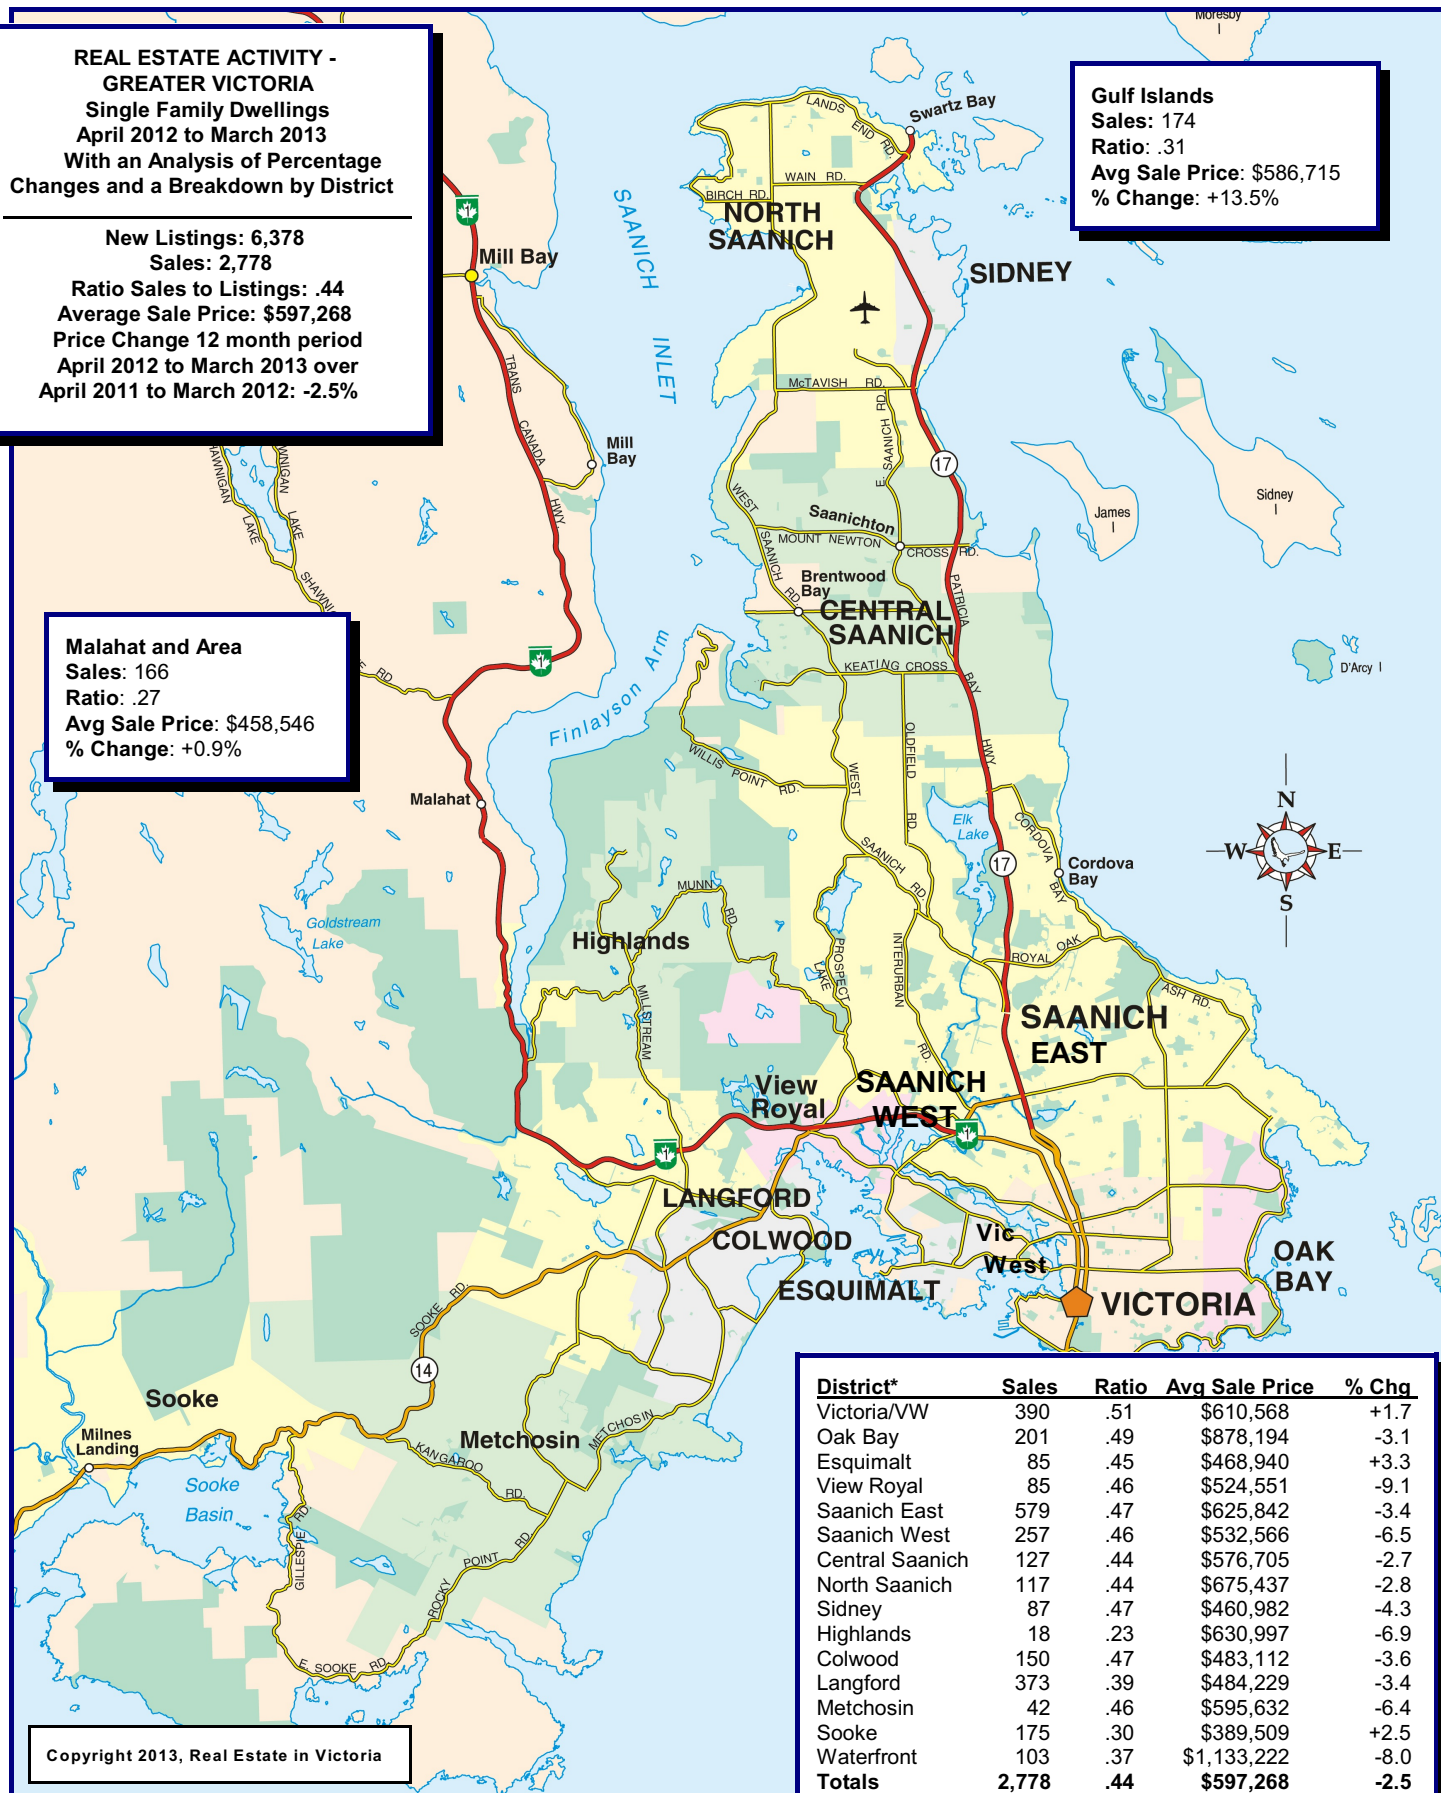 REAL ESTATE ACTIVITY -
GREATER VICTORIA
Single Family Dwellings
April 2012 to March 2013
With an Analysis of Percentage
Changes and a Breakdown by District
New Listings: 6,378
Sales: 2,778
Ratio Sales to Listings: .44
Average Sale Price: $597,268
Price Change 12 month period
April 2012 to March 2013 over
April 2011 to March 2012: -2.5%
Moresby
I
Gulf Islands
Sales: 174
Ratio: .31
Avg Sale Price: $586,715
% Change: +13.5%
Swartz Bay
LANDS
END
RD.
WAIN RD.
BIRCH RD.
NORTH
SAANICH
SIDNEY
SAANICH
INLET
1
Mill Bay
McTAVISH RD.
E. SAANICH RD.
17
TRANS
CANADA
HWY.
Mill
Bay
SHAWNIGAN
LAKE
WNIGAN
LAKE
SHAWNI
E RD
WEST
SAANICH
RD.
Saanichton
MOUNT NEWTON
CROSS RD.
Sidney
I
James
I
Brentwood
Bay
CENTRAL
SAANICH
PATRICIA
BAY
HWY.
KEATING CROSS
D'Arcy I
Malahat and Area
Sales: 166
Ratio: .27
Avg Sale Price: $458,546
% Change: +0.9%
1
Finlayson Arm
Malahat
WILLIS POINT RD.
WEST
SAANICH
RD.
OLDFIELD
RD.
Elk
Lake
17
CORDOVA
BAY
Cordova
Bay
N
W
E
S
Goldstream
Lake
MUNN
RD.
Highlands
MILLSTREAM
PROSPECT
LAKE
INTERURBAN
RD.
ROYAL OAK
ASH RD.
SAANICH
EAST
SAANICH
WEST
View
Royal
1
1
LANGFORD
COLWOOD
ESQUIMALT
Vic
West
VICTORIA
OAK
BAY
SOOKE RD.
14
Sooke
Milnes
Landing
Sooke
Basin
Metchosin
METCHOSIN
KANGAROO
RD.
GILLESPIE
RD.
ROCKY
POINT
RD.
E. SOOKE RD.
District* Sales Ratio Avg Sale Price % Chg
Victoria/VW 390 .51 $610,568 +1.7
Oak Bay 201 .49 $878,194 -3.1
Esquimalt 85 .45 $468,940 +3.3
View Royal 85 .46 $524,551 -9.1
Saanich East 579 .47 $625,842 -3.4
Saanich West 257 .46 $532,566 -6.5
Central Saanich 127 .44 $576,705 -2.7
North Saanich 117 .44 $675,437 -2.8
Sidney 87 .47 $460,982 -4.3
Highlands 18 .23 $630,997 -6.9
Colwood 150 .47 $483,112 -3.6
Langford 373 .39 $484,229 -3.4
Metchosin 42 .46 $595,632 -6.4
Sooke 175 .30 $389,509 +2.5
Waterfront 103 .37 $1,133,222 -8.0
Totals 2,778 .44 $597,268 -2.5
Copyright 2013, Real Estate in Victoria